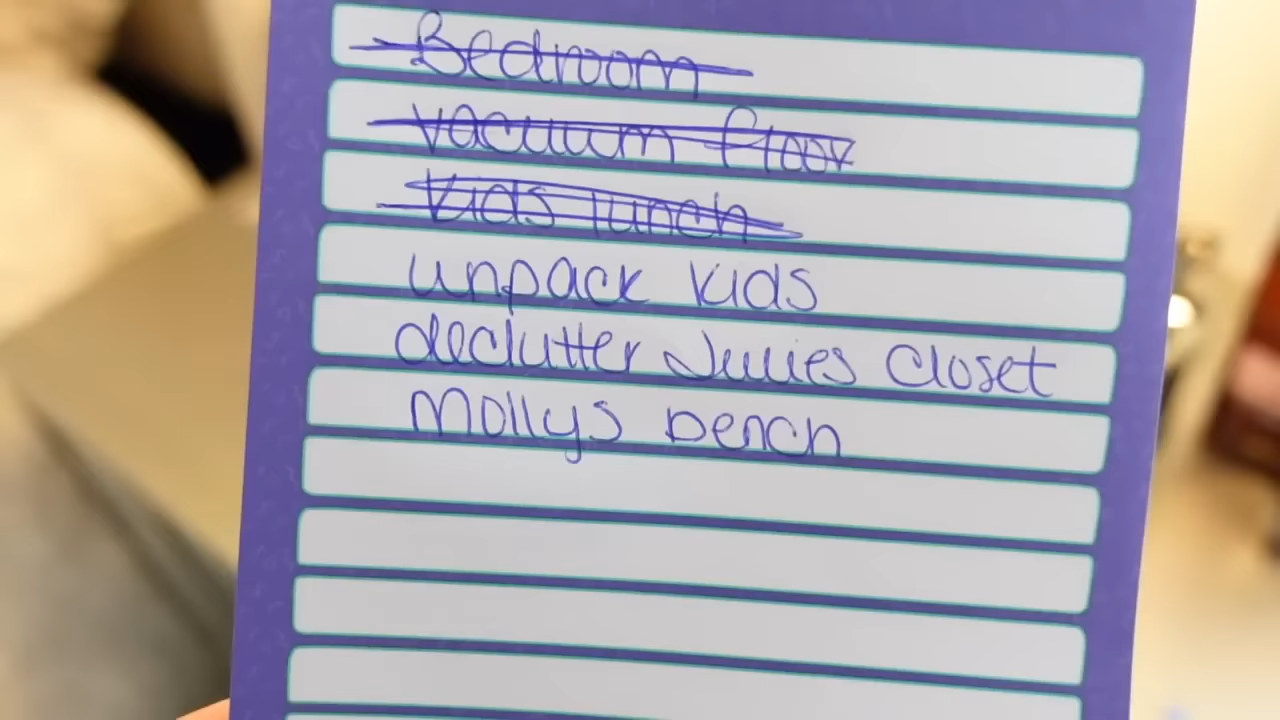 Bedroom
vacuum floor
kids lunch
unpack kids
declutter Julies Closet
Mollys bench